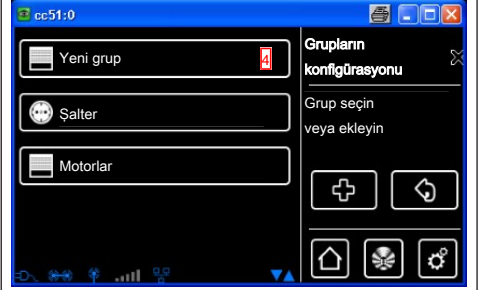 cc51:0
Yeni grup
4
Şalter
Motorlar
Grupların
konfigürasyonu
Grup seçin
veya ekleyin